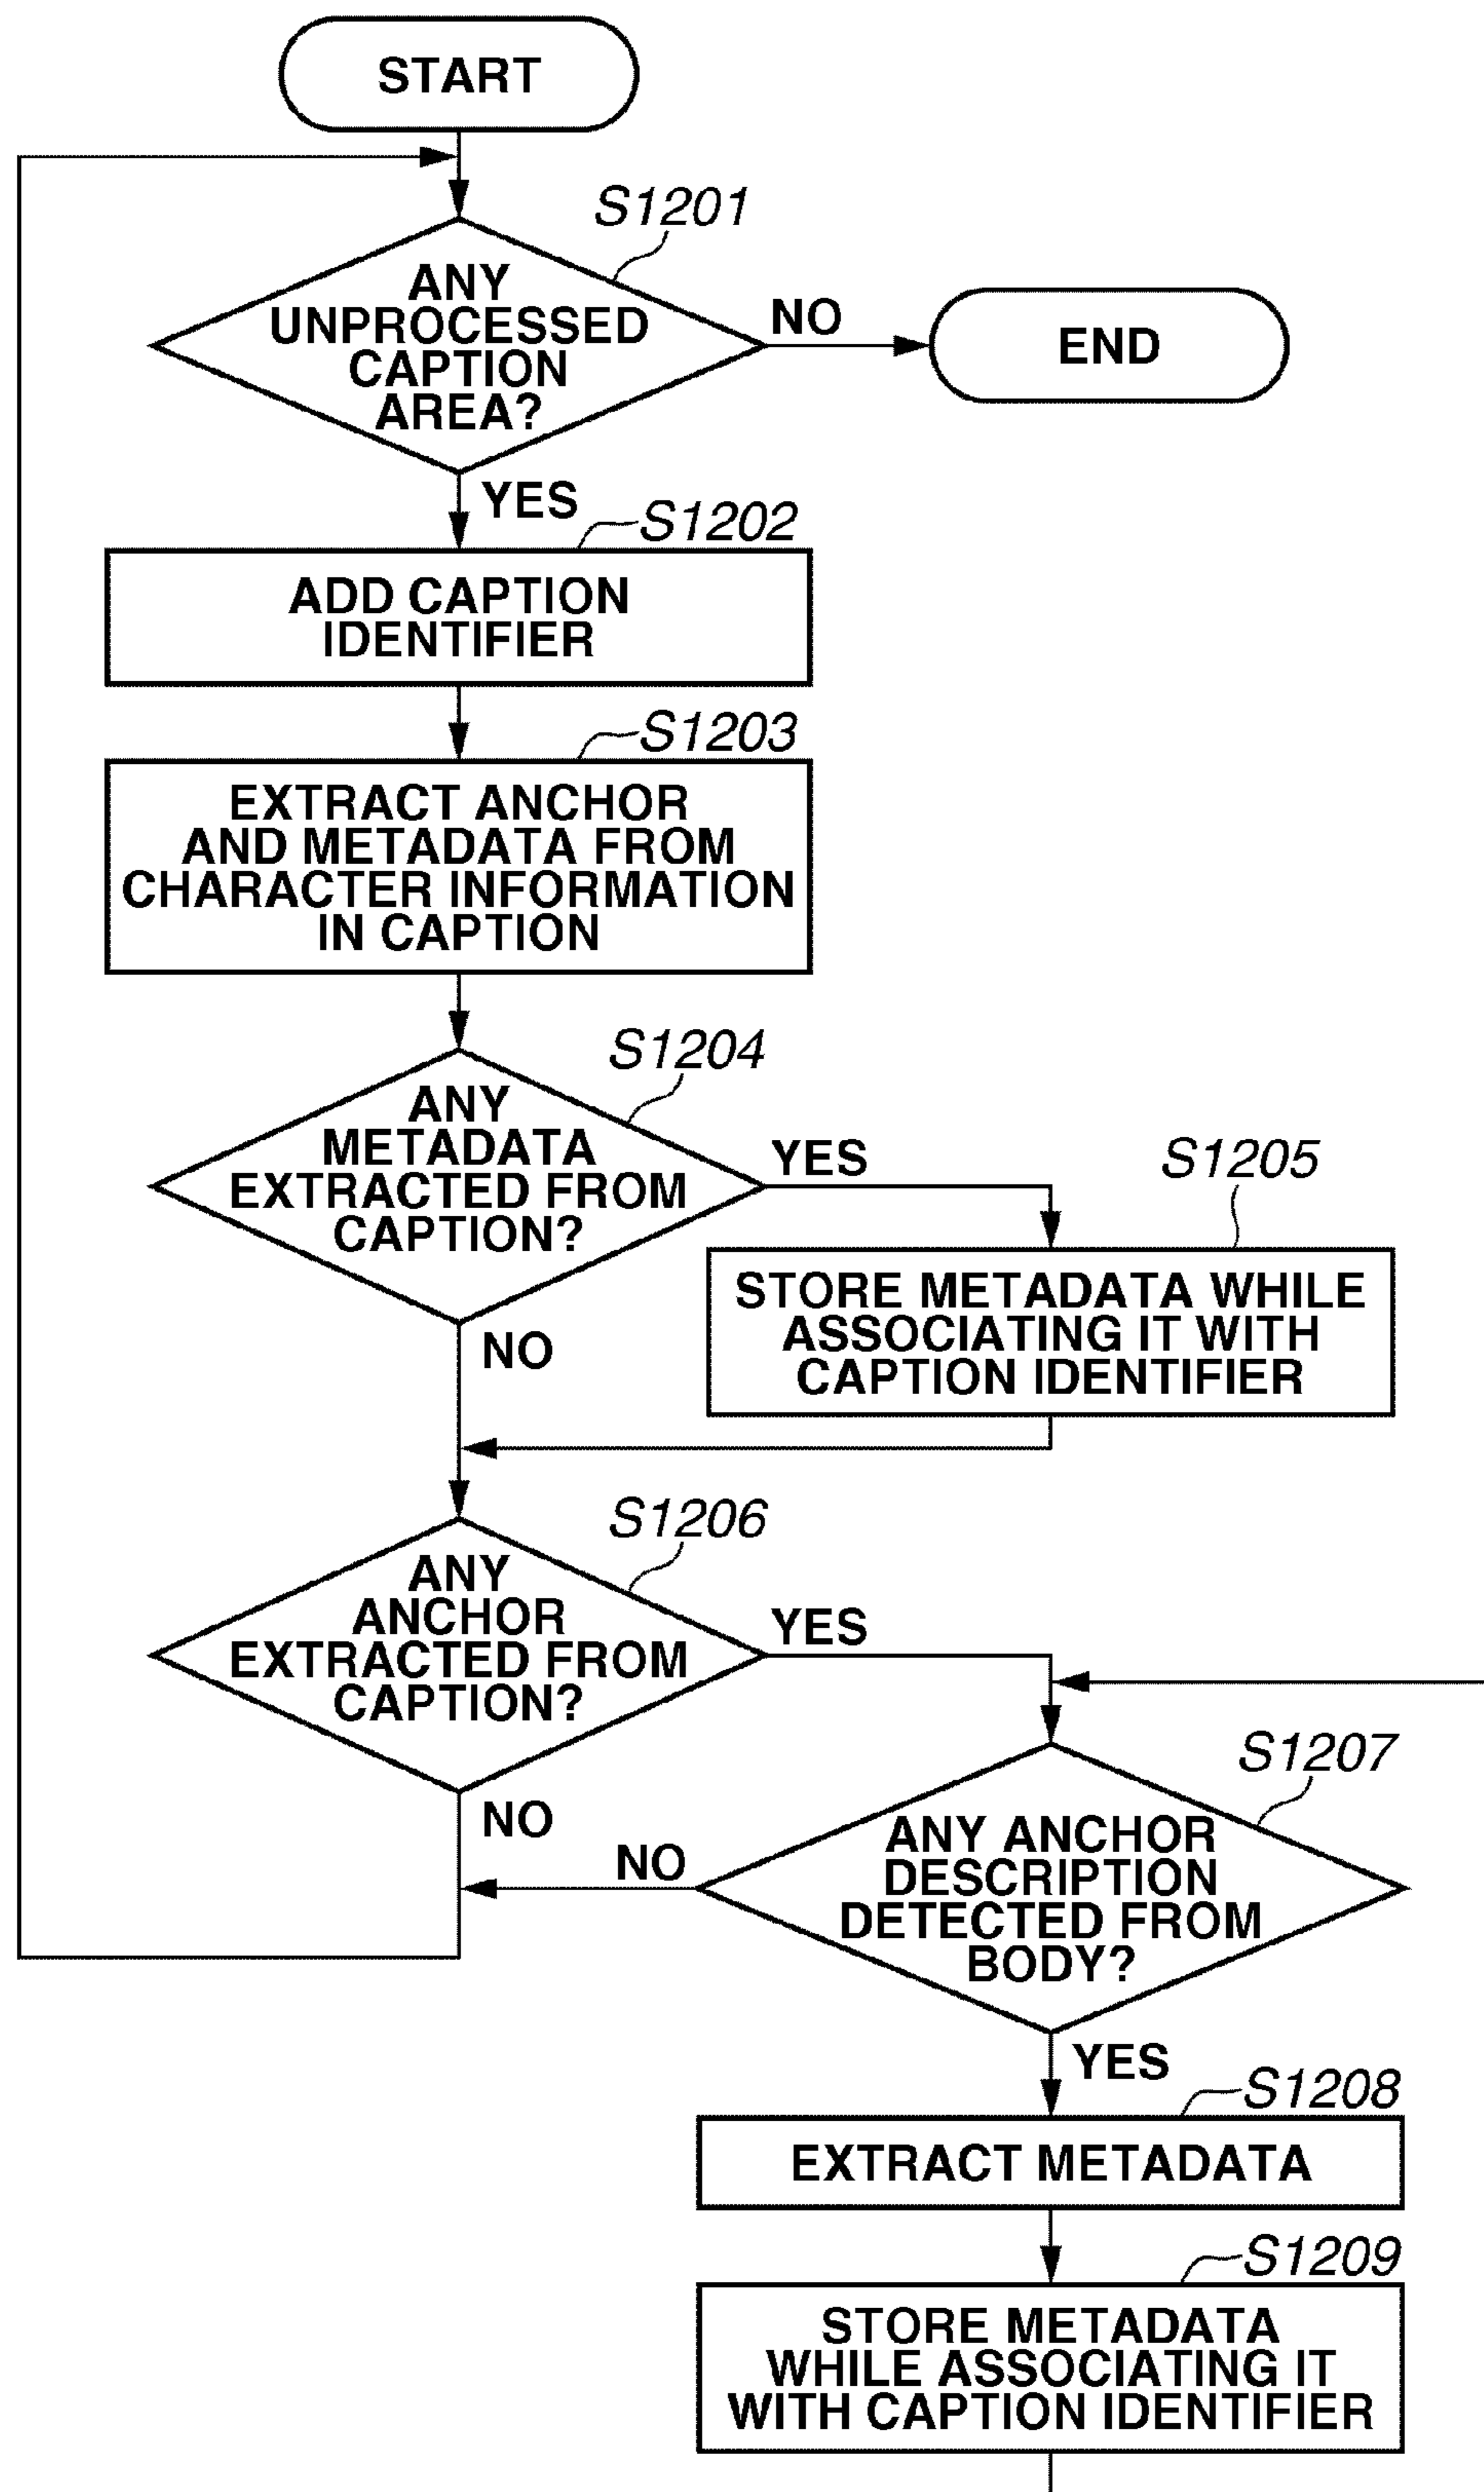 START
S1201
ANY
UNPROCESSED
CAPTION
AREA?
NO
END
YES
S1202
ADD CAPTION
IDENTIFIER
S1203
EXTRACT ANCHOR
AND METADATA FROM
CHARACTER INFORMATION
IN CAPTION
S1204
ANY
METADATA
EXTRACTED FROM
CAPTION?
YES
S1205
STORE METADATA WHILE
ASSOCIATING IT WITH
CAPTION IDENTIFIER
NO
S1206
ANY
ANCHOR
EXTRACTED FROM
CAPTION?
YES
S1207
NO
NO
ANY ANCHOR
DESCRIPTION
DETECTED FROM
BODY?
YES
S1208
EXTRACT METADATA
S1209
STORE METADATA
WHILE ASSOCIATING IT
WITH CAPTION IDENTIFIER